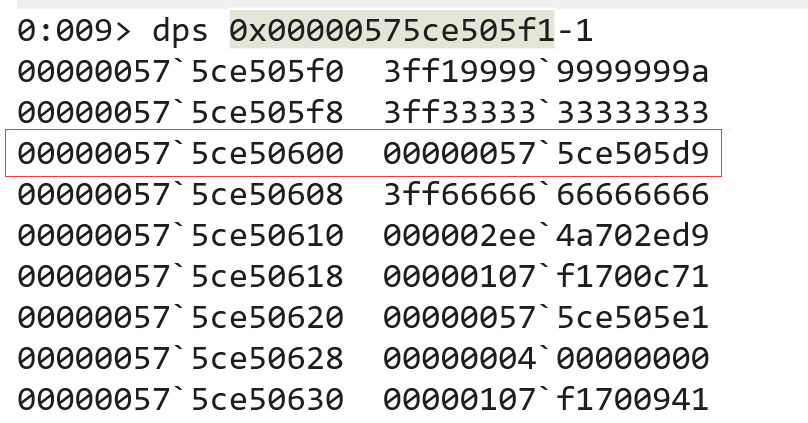 0:009> dps 0x00000575ce505f1-1
00000057`5ce505f0  3ff19999`9999999a
00000057`5ce505f8  3ff33333`33333333
00000057`5ce50600  00000057`5ce505d9
00000057`5ce50608  3ff66666`66666666
00000057`5ce50610  000002ee`4a702ed9
00000057`5ce50618  00000107`f1700c71
00000057`5ce50620  00000057`5ce505e1
00000057`5ce50628  00000004`00000000
00000057`5ce50630  00000107`f1700941